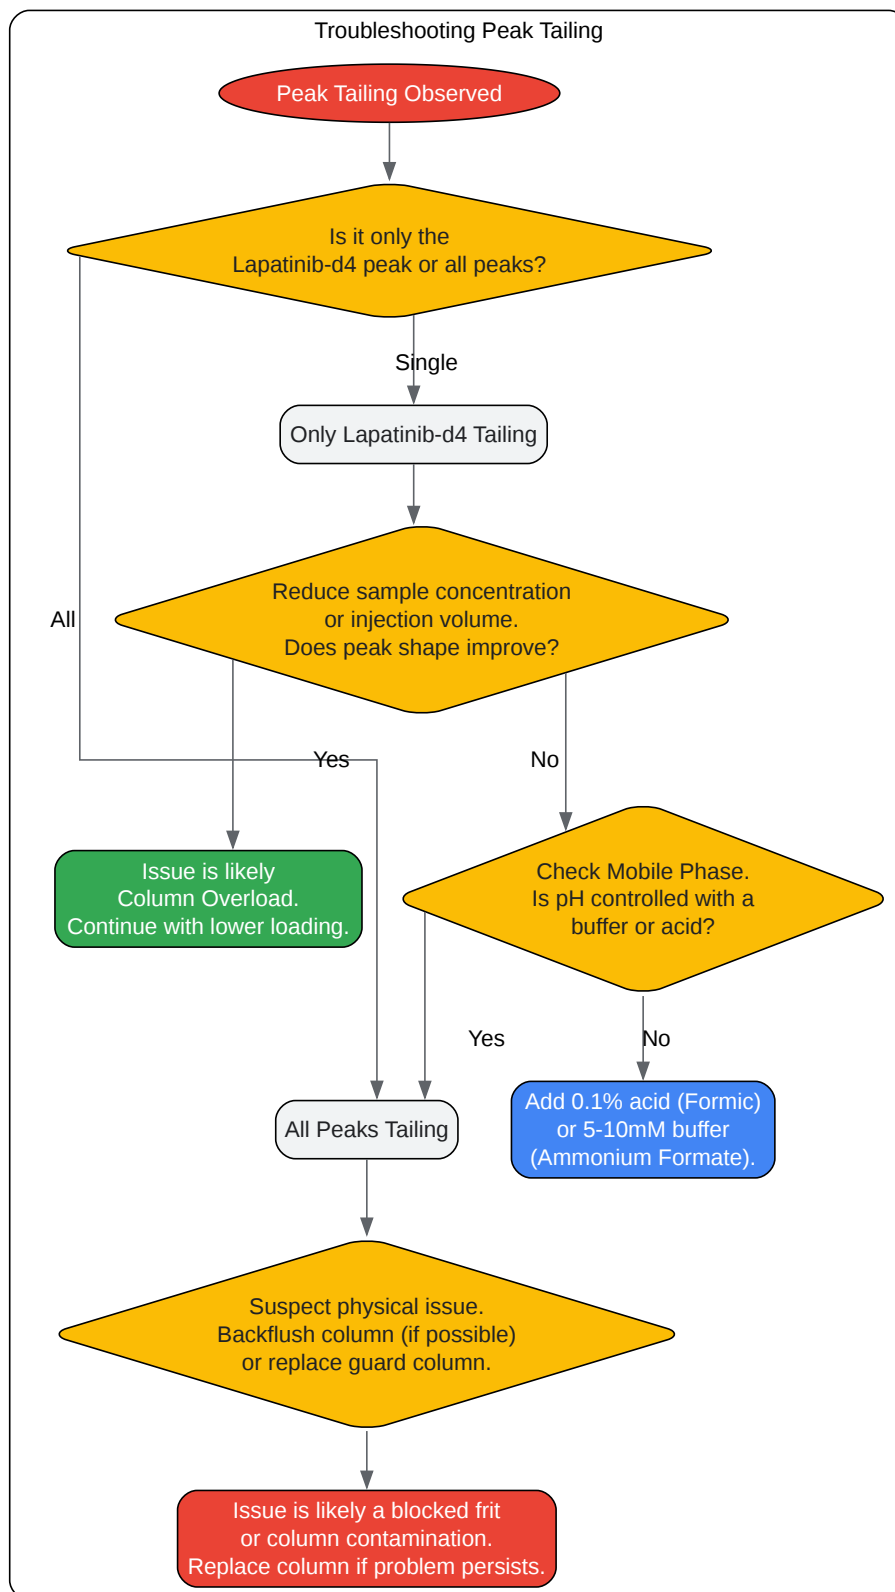 Troubleshooting Peak Tailing
Peak Tailing Observed
Is it only the
Lapatinib-d4 peak or all peaks?
Single
Only Lapatinib-d4 Tailing
Reduce sample concentration
or injection volume.
Does peak shape improve?
All
Yes
No
Issue is likely
Column Overload.
Continue with lower loading.
Check Mobile Phase.
Is pH controlled with a
buffer or acid?
Yes
No
All Peaks Tailing
Add 0.1% acid (Formic)
or 5-10mM buffer
(Ammonium Formate).
Suspect physical issue.
Backflush column (if possible)
or replace guard column.
Issue is likely a blocked frit
or column contamination.
Replace column if problem persists.